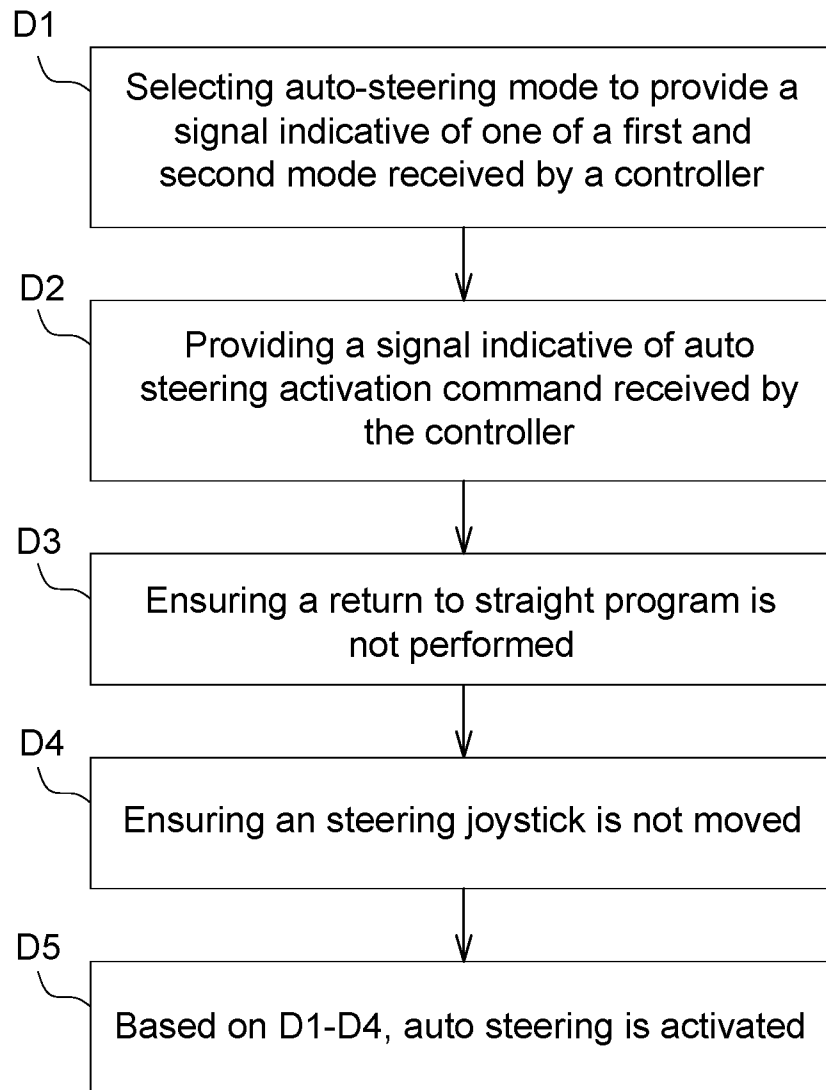 D1
Selecting auto-steering mode to provide a
signal indicative of one of a first and
second mode received by a controller
D2
Providing a signal indicative of auto
steering activation command received by
the controller
D3
Ensuring a return to straight program is
not performed
D4
Ensuring an steering joystick is not moved
D5
Based on D1-D4, auto steering is activated